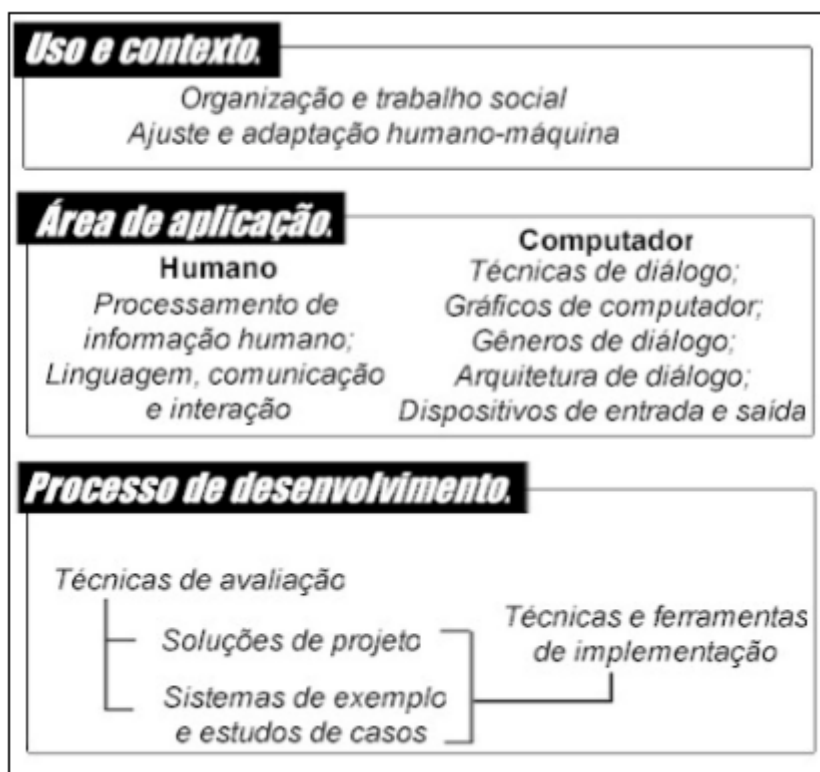 Uso e contexto.
Organização e trabalho social
Ajuste e adaptação humano-máquina
Área de aplicação.
Humano
Processamento de
informação humano;
Linguagem, comunicação
e interação
Computador
Técnicas de diálogo;
Gráficos de computador;
Gêneros de diálogo;
Arquitetura de diálogo;
Dispositivos de entrada e saída
Processo de desenvolvimento.
Técnicas de avaliação
Soluções de projeto
Sistemas de exemplo
e estudos de casos
Técnicas e ferramentas
de implementação